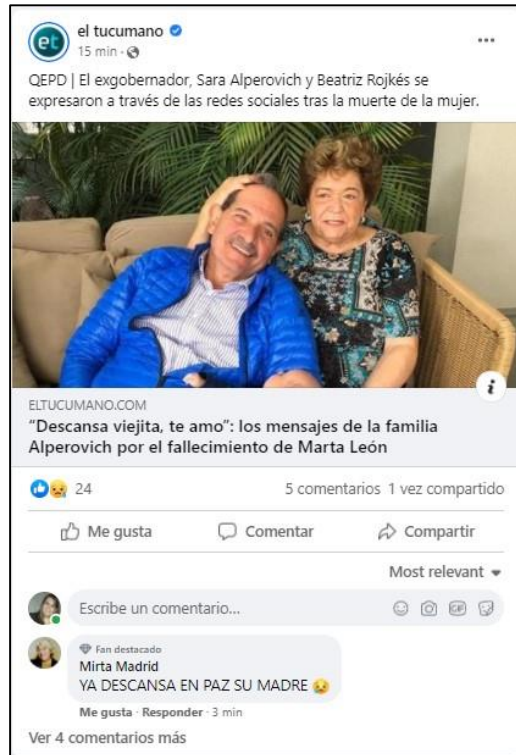 et
el tucumano
15 min ·
...
QEPD | El exgobernador, Sara Alperovich y Beatriz Rojkés se
expresaron a través de las redes sociales tras la muerte de la mujer.
i
ELTUCUMANO.COM
“Descansa viejita, te amo”: los mensajes de la familia
Alperovich por el fallecimiento de Marta León
24 5 comentarios 1 vez compartido
Me gusta Comentar Compartir
Most relevant
Escribe un comentario...
GIF
Fan destacado
Mirta Madrid
YA DESCANSA EN PAZ SU MADRE 😥
Me gusta · Responder · 3 min
Ver 4 comentarios más